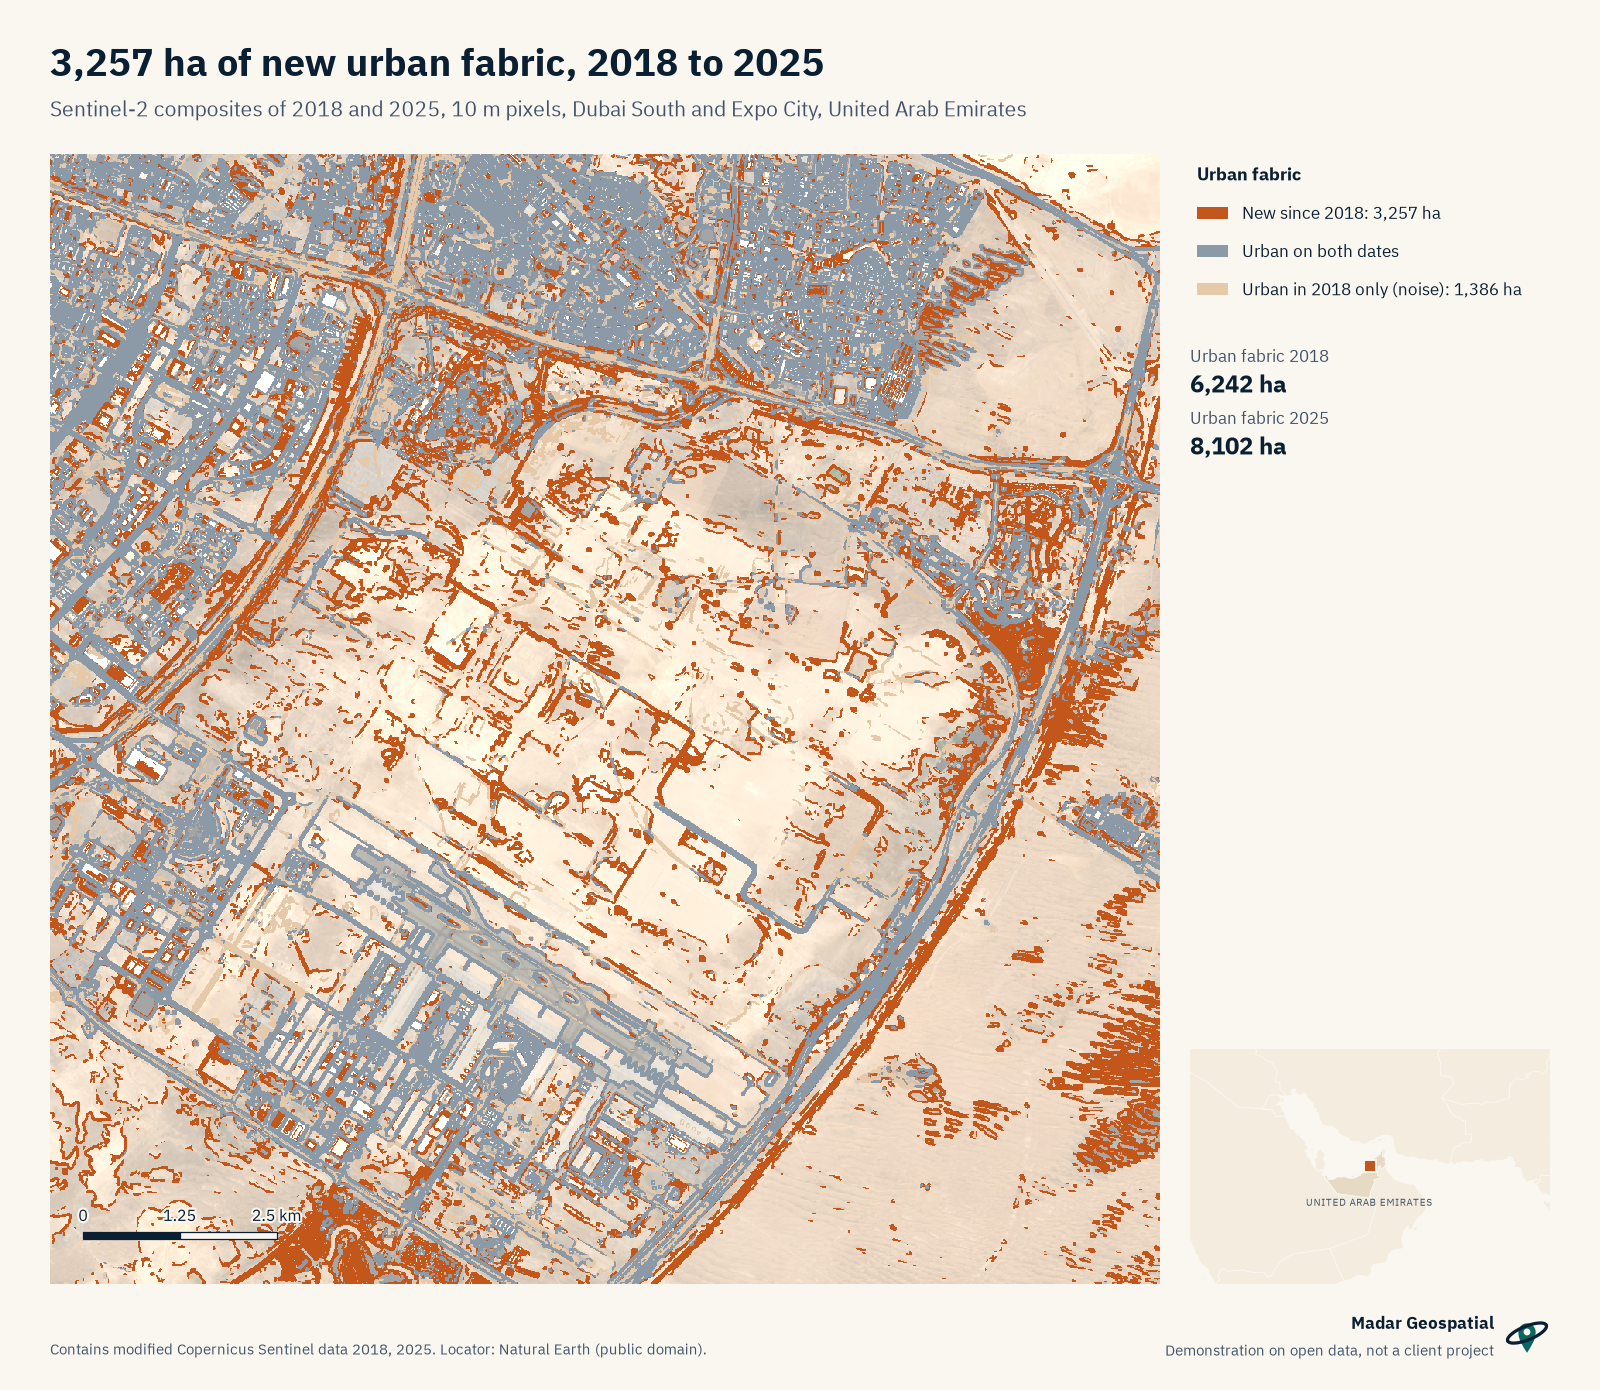 3,257 ha of new urban fabric, 2018 to 2025
Sentinel-2 composites of 2018 and 2025, 10 m pixels, Dubai South and Expo City, United Arab Emirates
Urban fabric
New since 2018: 3,257 ha
Urban on both dates
Urban in 2018 only (noise): 1,386 ha
Urban fabric 2018
6,242 ha
Urban fabric 2025
8,102 ha
0 1.25 2.5 km
UNITED ARAB EMIRATES
Madar Geospatial
Contains modified Copernicus Sentinel data 2018, 2025. Locator: Natural Earth (public domain).
Demonstration on open data, not a client project